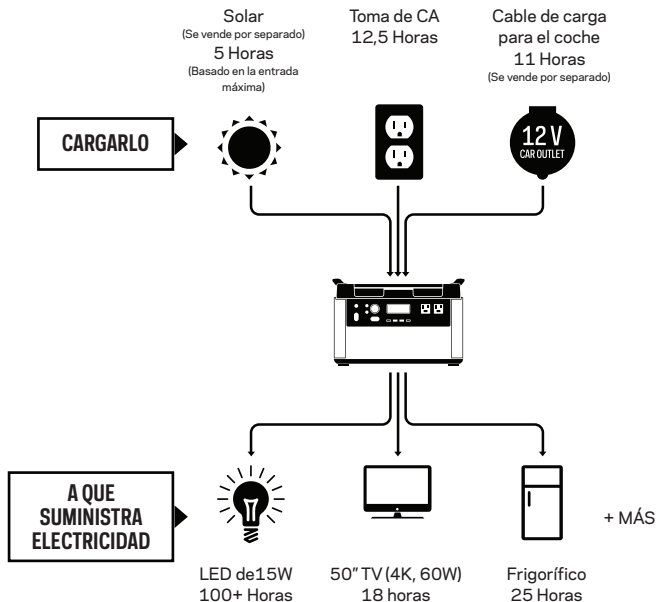 Solar
(Se vende por separado)
5 Horas
(Basado en la entrada
máxima)
Toma de CA
12,5 Horas
Cable de carga
para el coche
11 Horas
(Se vende por separado)
CARGARLO
12 V
CAR OUTLET
A QUE
SUMINISTRA
ELECTRICIDAD
+ MÁS
LED de15W
100+ Horas
50” TV (4K, 60W)
18 horas
Frigorífico
25 Horas